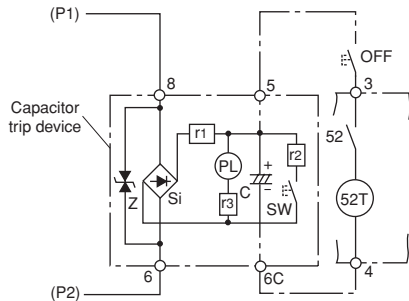 (P1)
OFF
8
5
3
Capacitor
trip device
r1
52
r2
PL
+
Z
Si
C
−
52T
r3
SW
6
6C
4
(P2)